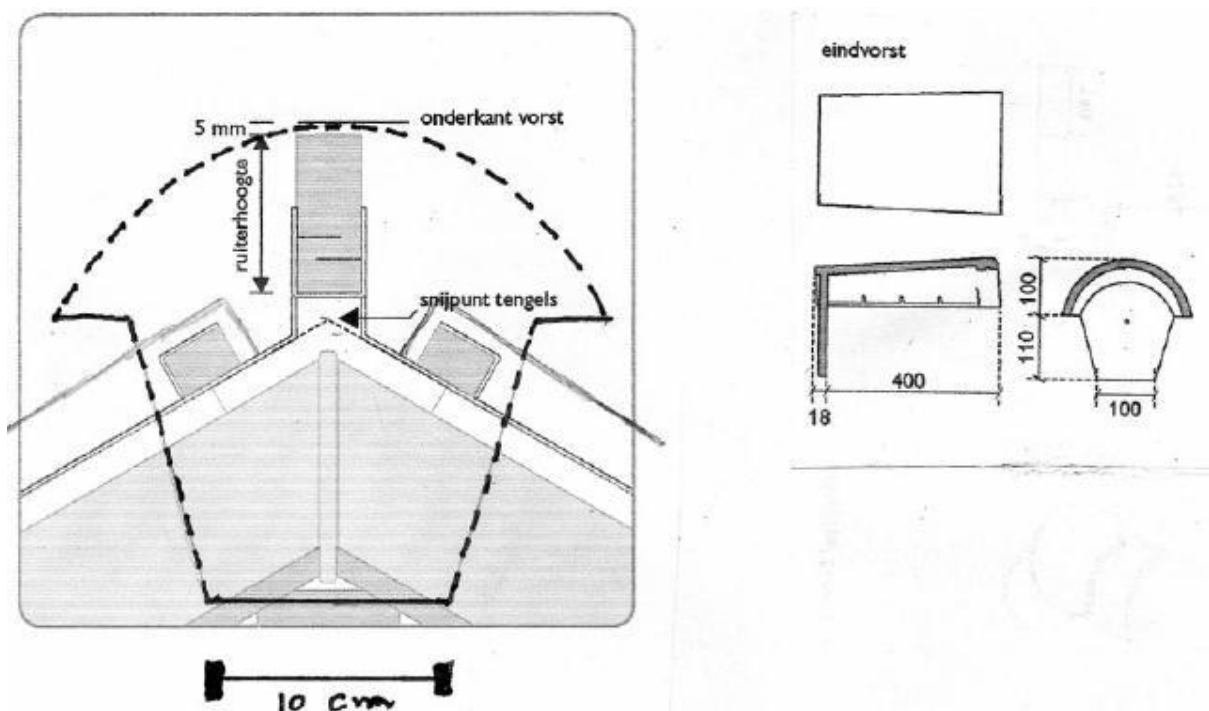 5 mm
onderkant vorst
ruiterhoogte
snijpunt tengels
10 cm
eindvorst
100
110
400
18
100